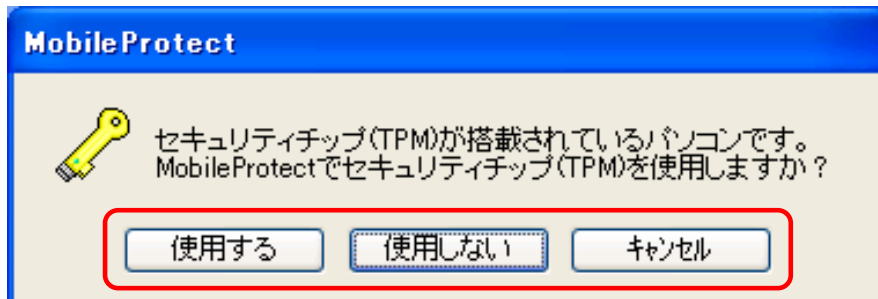 MobileProtect
セキュリティチップ(TPM)が搭載されているパソコンです。
MobileProtectでセキュリティチップ(TPM)を使用しますか？
使用する 使用しない ｷｬﾝｾﾙ